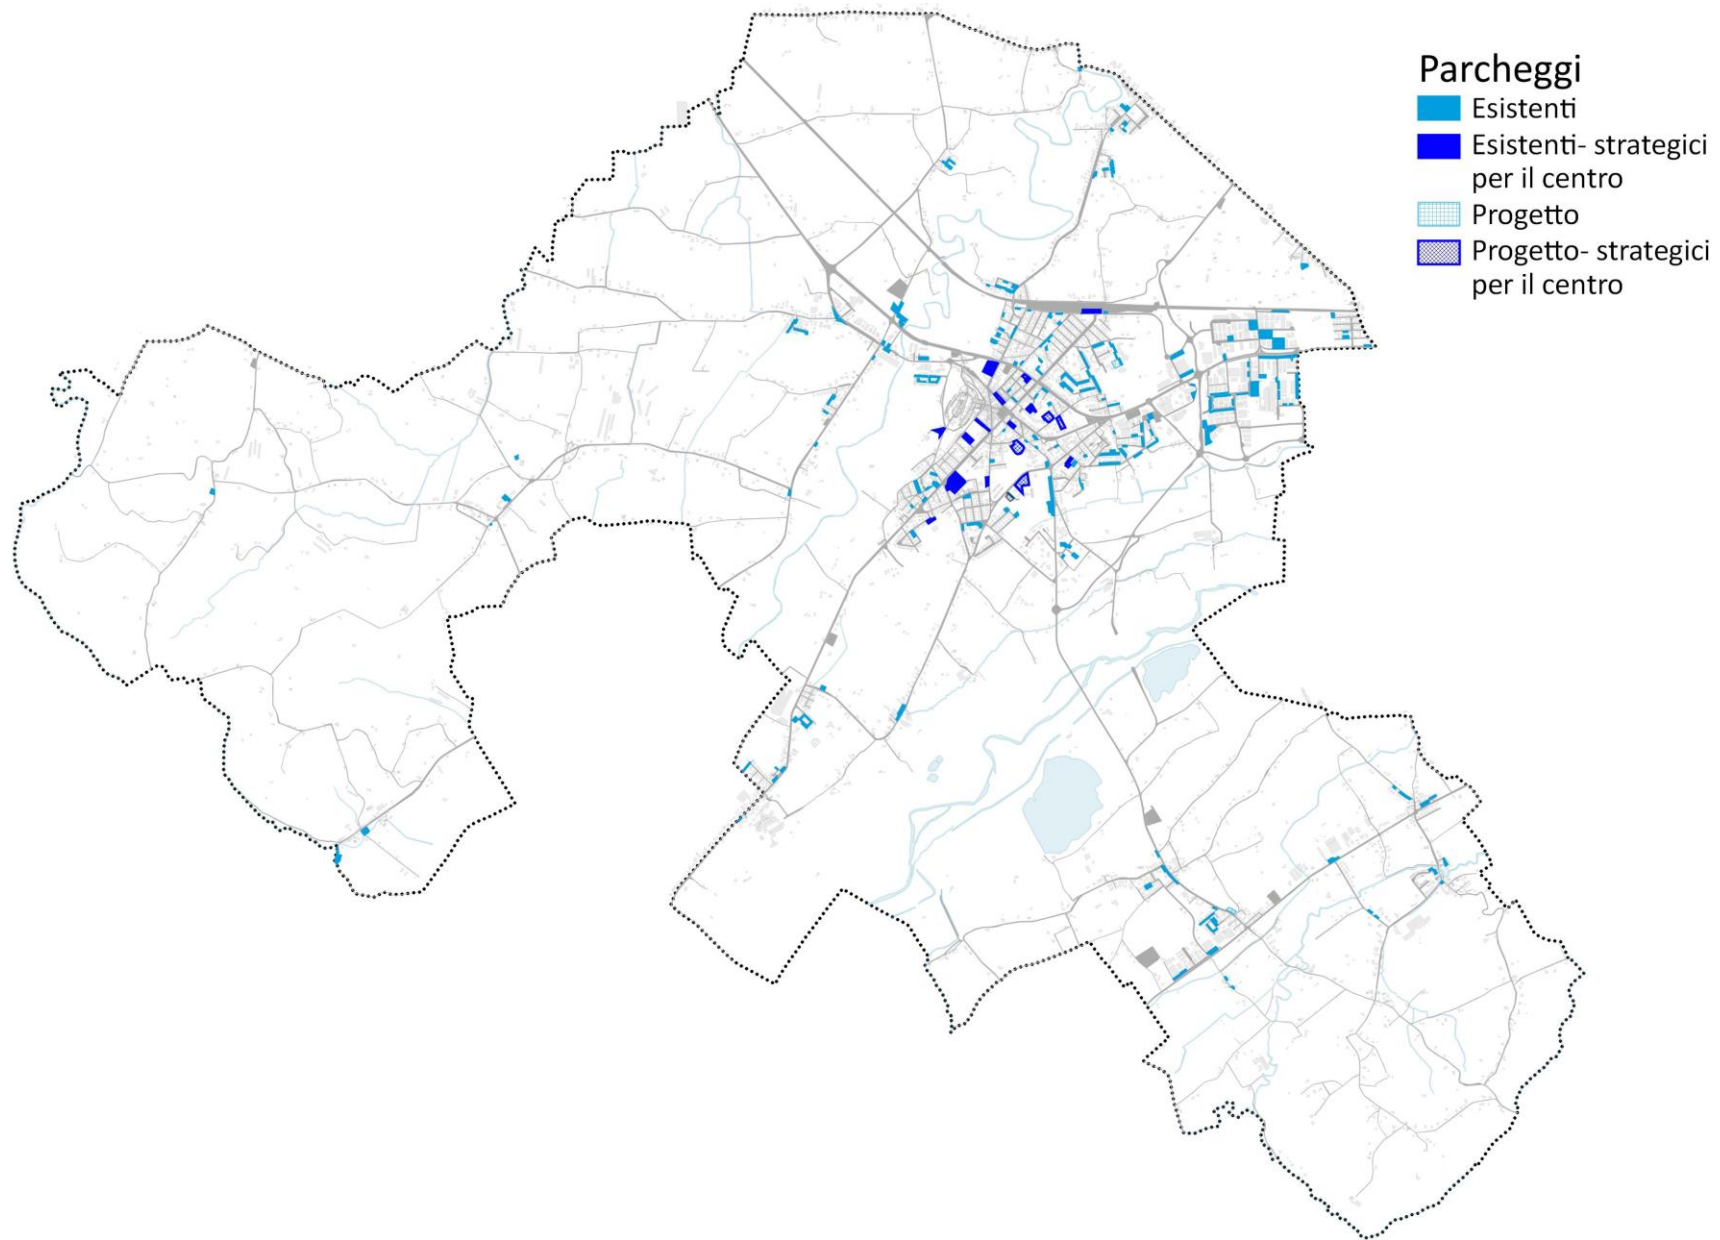 Parcheggi
Esistenti
Esistenti- strategici
per il centro
Progetto
Progetto- strategici
per il centro